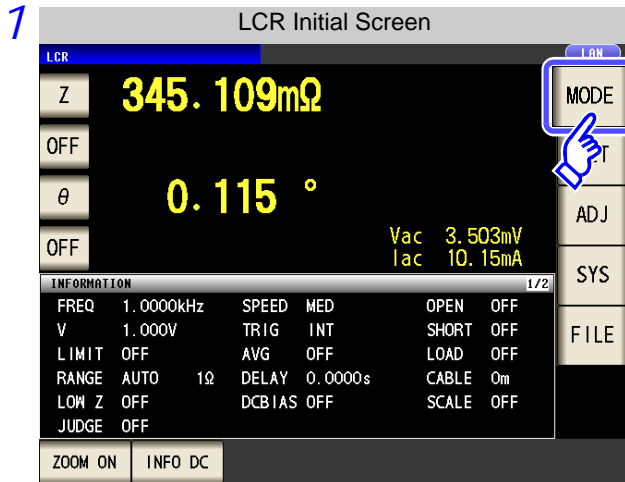 1
LCR Initial Screen
LCR
LAN
Z 345.109mΩ
MODE
OFF
θ 0.115 °
ADJ
OFF
Vac 3.503mV
Iac 10.15mA
SYS
INFORMATION 1/2
FREQ 1.0000kHz SPEED MED OPEN OFF
V 1.000V TRIG INT SHORT OFF
FILE
LIMIT OFF AVG OFF LOAD OFF
RANGE AUTO 1Ω DELAY 0.0000s CABLE 0m
LOW Z OFF DCBIAS OFF SCALE OFF
JUDGE OFF
ZOOM ON INFO DC